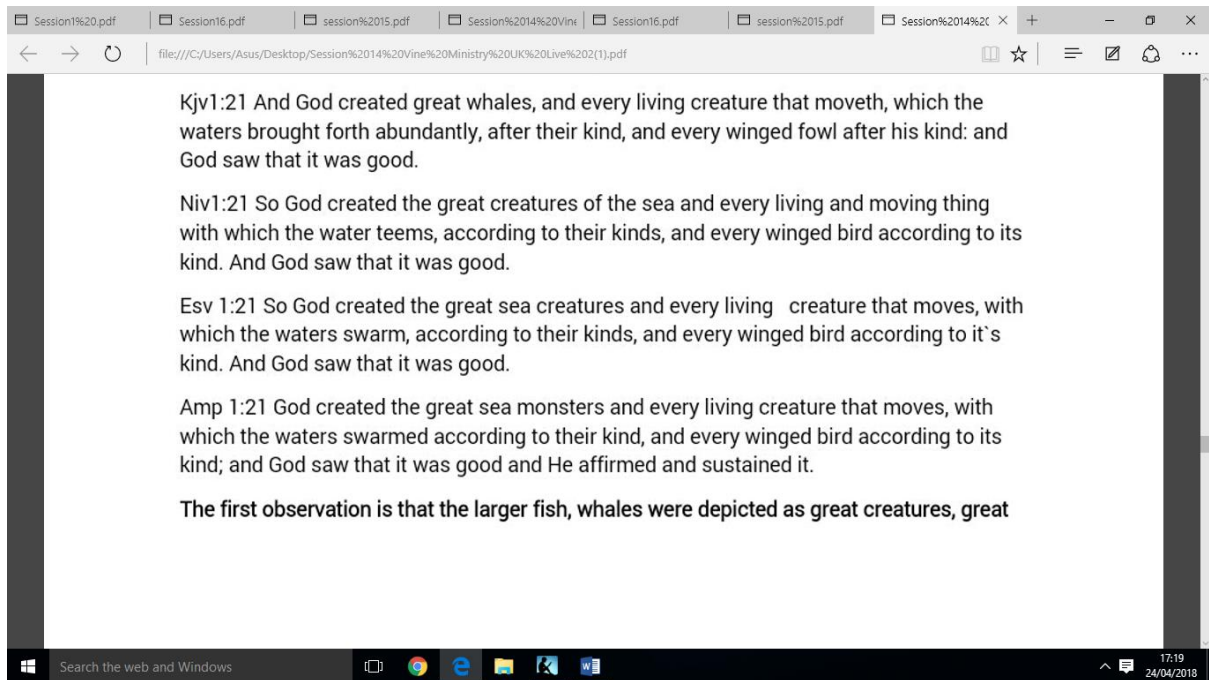 Session1%20.pdf
Session16.pdf
session%2015.pdf
Session%2014%20Vine
Session16.pdf
session%2015.pdf
Session%2014%20
file:///C:/Users/Asus/Desktop/Session%2014%20Vine%20Ministry%20UK%20Live%202(1).pdf
Kjv1:21 And God created great whales, and every living creature that moveth, which the
waters brought forth abundantly, after their kind, and every winged fowl after his kind: and
God saw that it was good.
Niv1:21 So God created the great creatures of the sea and every living and moving thing
with which the water teems, according to their kinds, and every winged bird according to its
kind. And God saw that it was good.
Esv 1:21 So God created the great sea creatures and every living   creature that moves, with
which the waters swarm, according to their kinds, and every winged bird according to it`s
kind. And God saw that it was good.
Amp 1:21 God created the great sea monsters and every living creature that moves, with
which the waters swarmed according to their kind, and every winged bird according to its
kind; and God saw that it was good and He affirmed and sustained it.
The first observation is that the larger fish, whales were depicted as great creatures, great
Search the web and Windows
17:19
24/04/2018